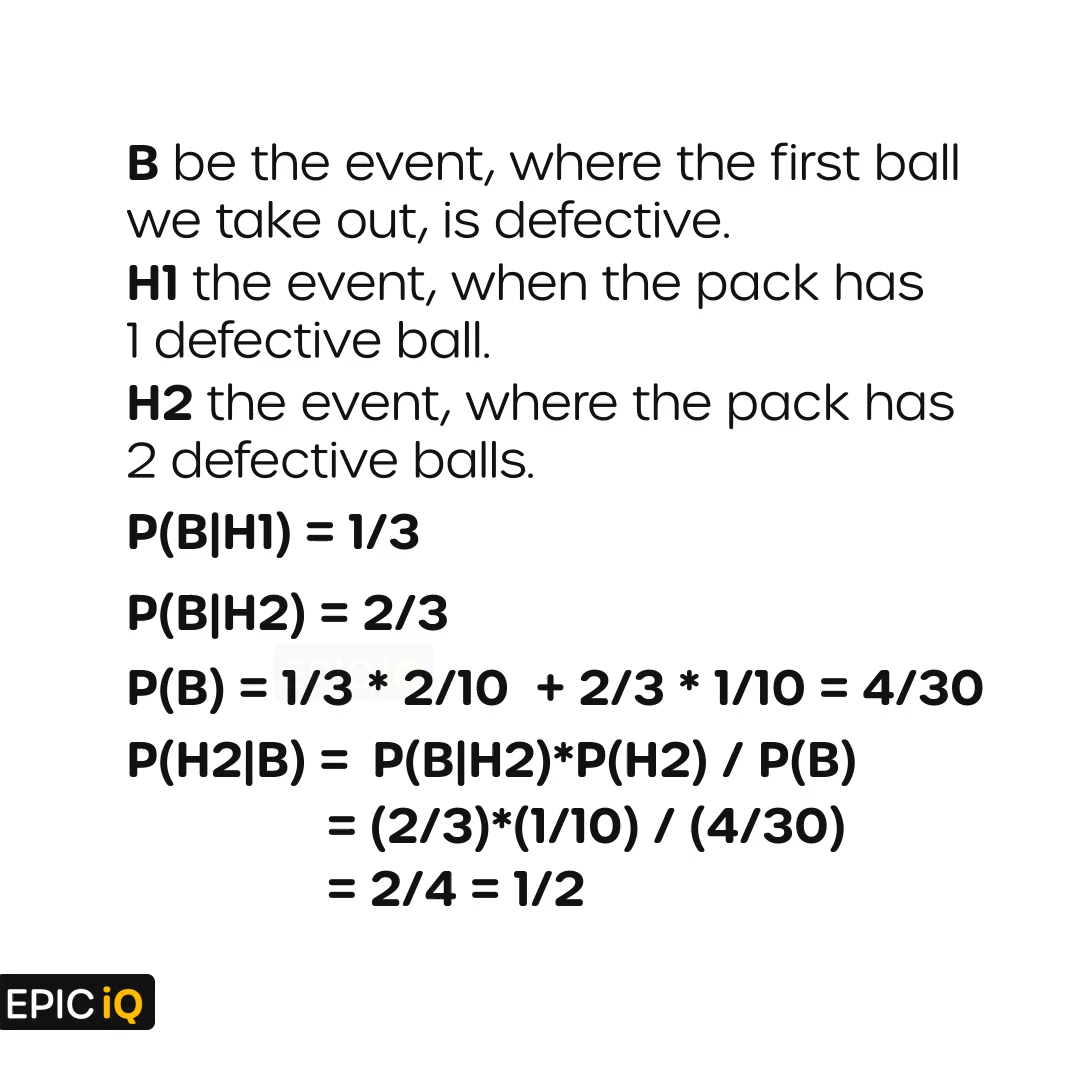 B be the event, where the first ball
we take out, is defective.
H1 the event, when the pack has
1 defective ball.
H2 the event, where the pack has
2 defective balls.
P(B|H1) = 1/3
P(B|H2) = 2/3
P(B) = 1/3 * 2/10 + 2/3 * 1/10 = 4/30
P(H2|B) = P(B|H2)*P(H2) / P(B)
= (2/3)*(1/10) / (4/30)
= 2/4 = 1/2
EPIC iQ